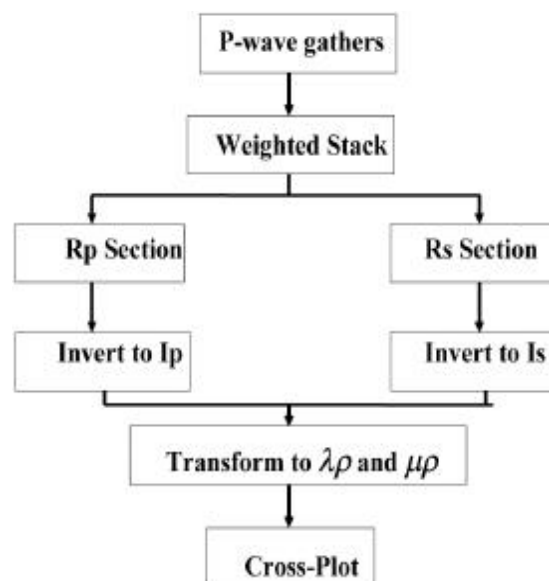 P-wave gathers
Weighted Stack
Rp Section
Rs Section
Invert to Ip
Invert to Is
Transform to λρ and μρ
Cross-Plot